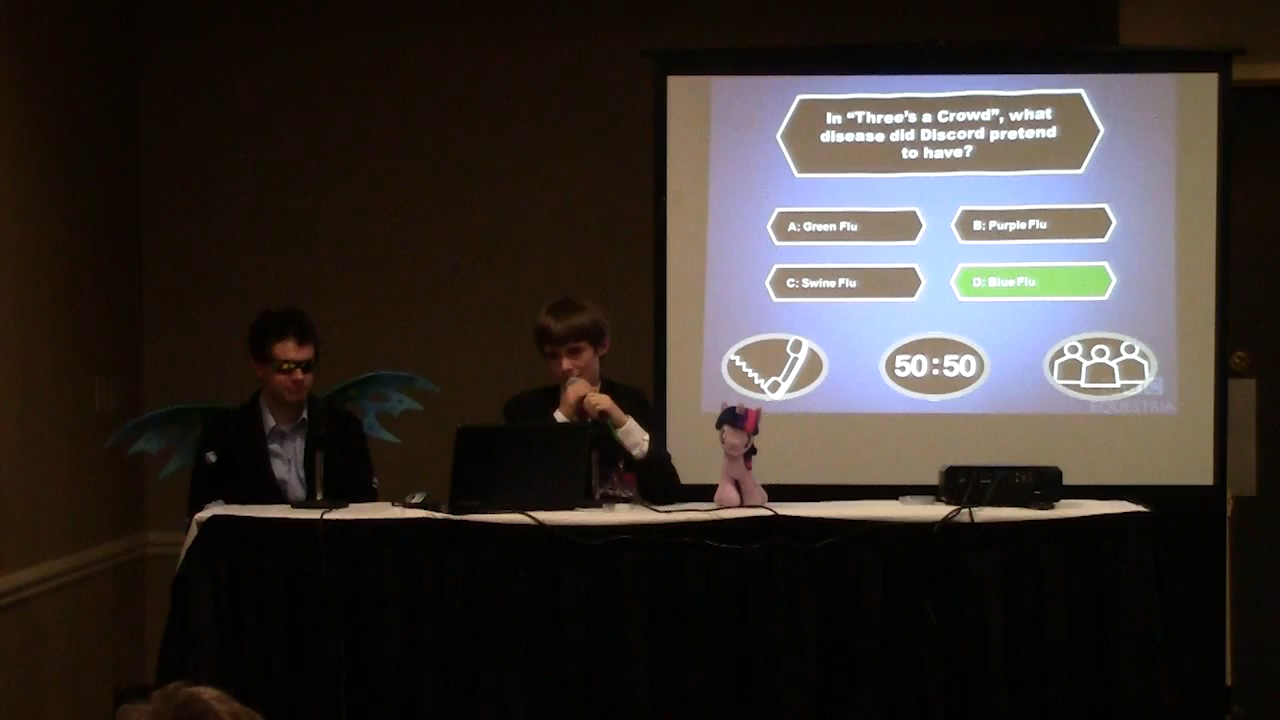 In “Three’s a Crowd”, what
disease did Discord pretend
to have?
A: Green Flu
B: Purple Flu
C: Swine Flu
D: Blue Flu
50:50
EQUESTRIA